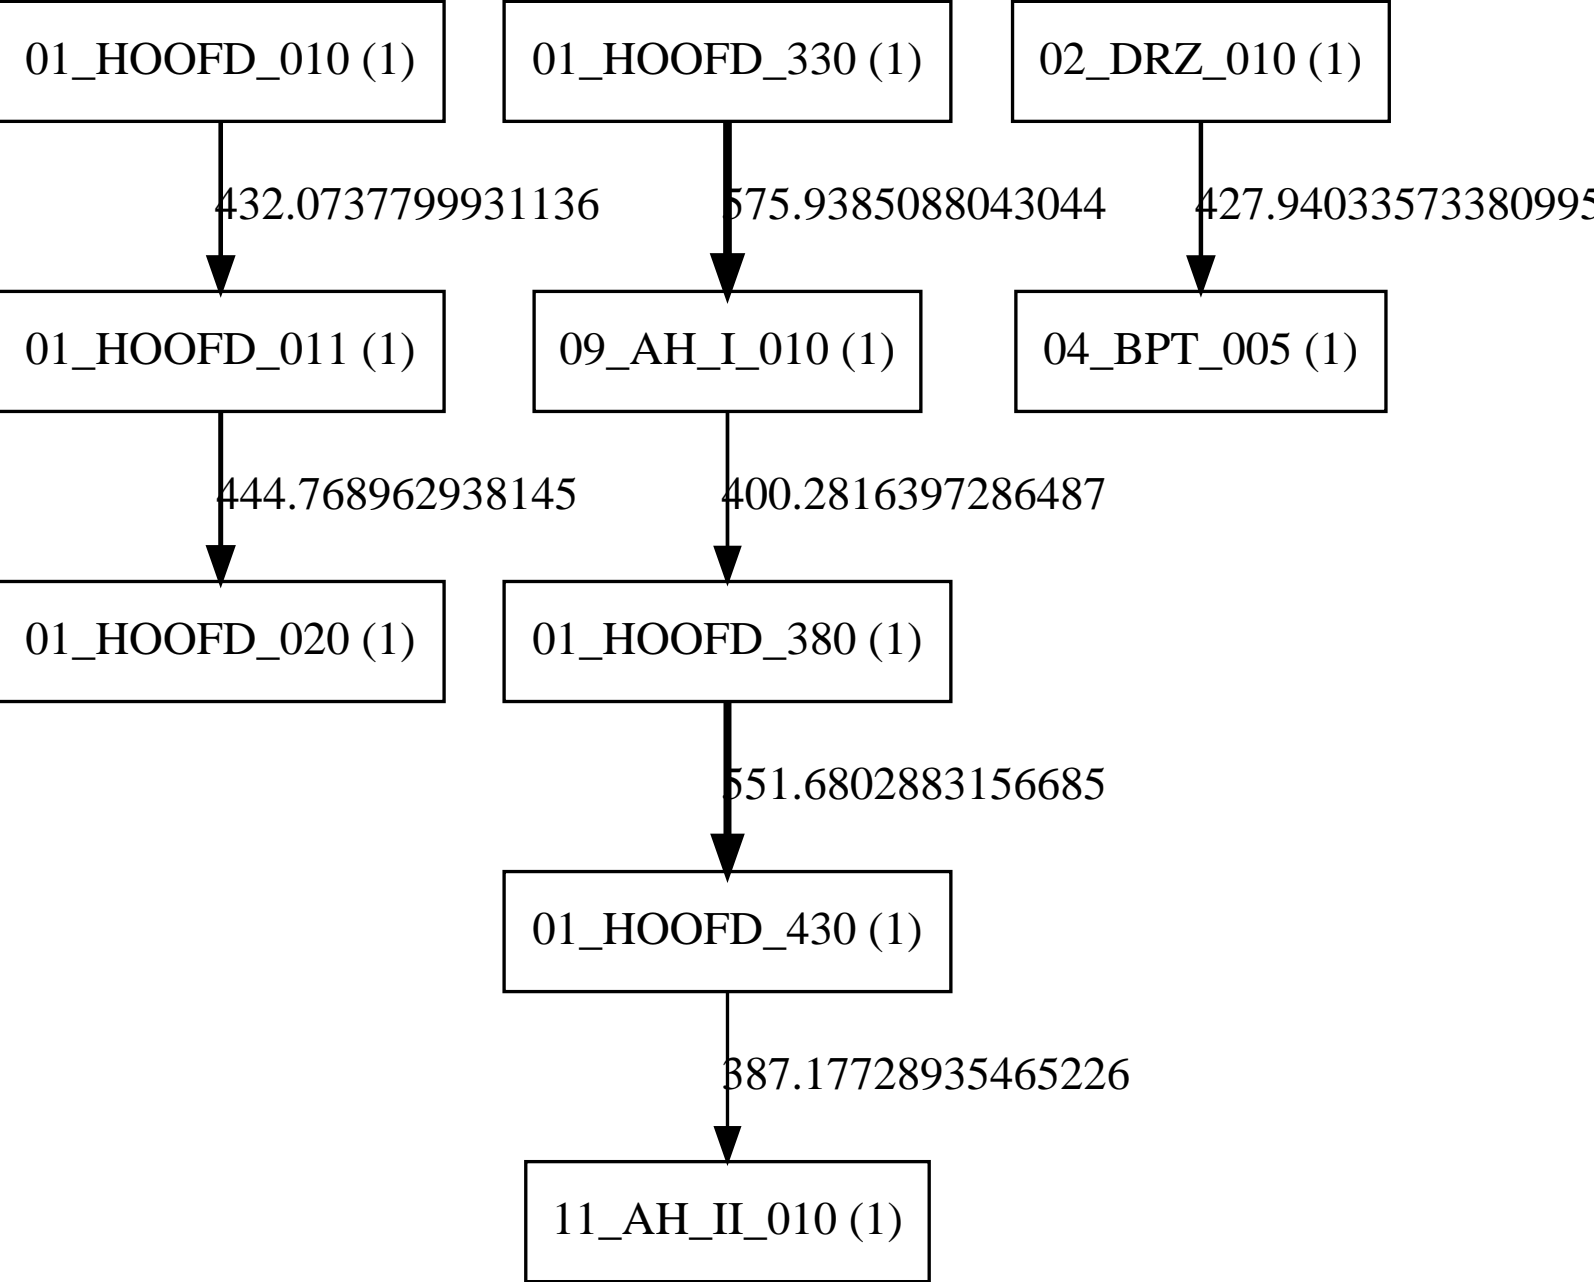 01_HOOFD_010 (1)
01_HOOFD_330 (1)
02_DRZ_010 (1)
432.0737799931136
575.9385088043044
427.94033573380995
01_HOOFD_011 (1)
09_AH_I_010 (1)
04_BPT_005 (1)
444.768962938145
400.2816397286487
01_HOOFD_020 (1)
01_HOOFD_380 (1)
551.6802883156685
01_HOOFD_430 (1)
387.17728935465226
11_AH_II_010 (1)